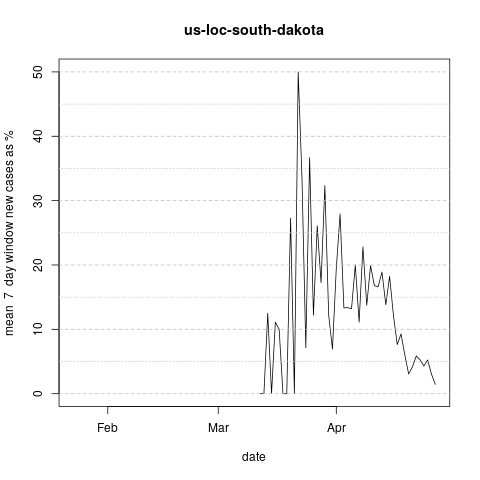 us-loc-south-dakota
mean 7 day window new cases as %
50
40
30
20
10
0
Feb
Mar
Apr
date